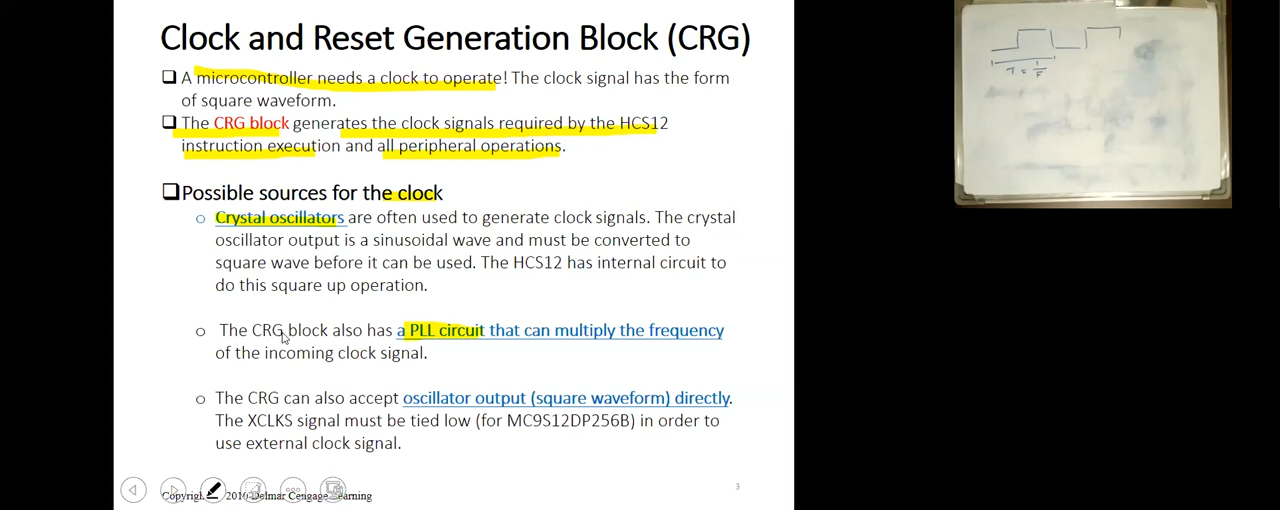 Clock and Reset Generation Block (CRG)
A microcontroller needs a clock to operate! The clock signal has the form
of square waveform.
The CRG block generates the clock signals required by the HCS12
instruction execution and all peripheral operations.
Possible sources for the clock
Crystal oscillators are often used to generate clock signals. The crystal
oscillator output is a sinusoidal wave and must be converted to
square wave before it can be used. The HCS12 has internal circuit to
do this square up operation.
The CRG block also has a PLL circuit that can multiply the frequency
of the incoming clock signal.
The CRG can also accept oscillator output (square waveform) directly.
The XCLKS signal must be tied low (for MC9S12DP256B) in order to
use external clock signal.
3
2010 Delmar Cengage Learning
T = 1/F